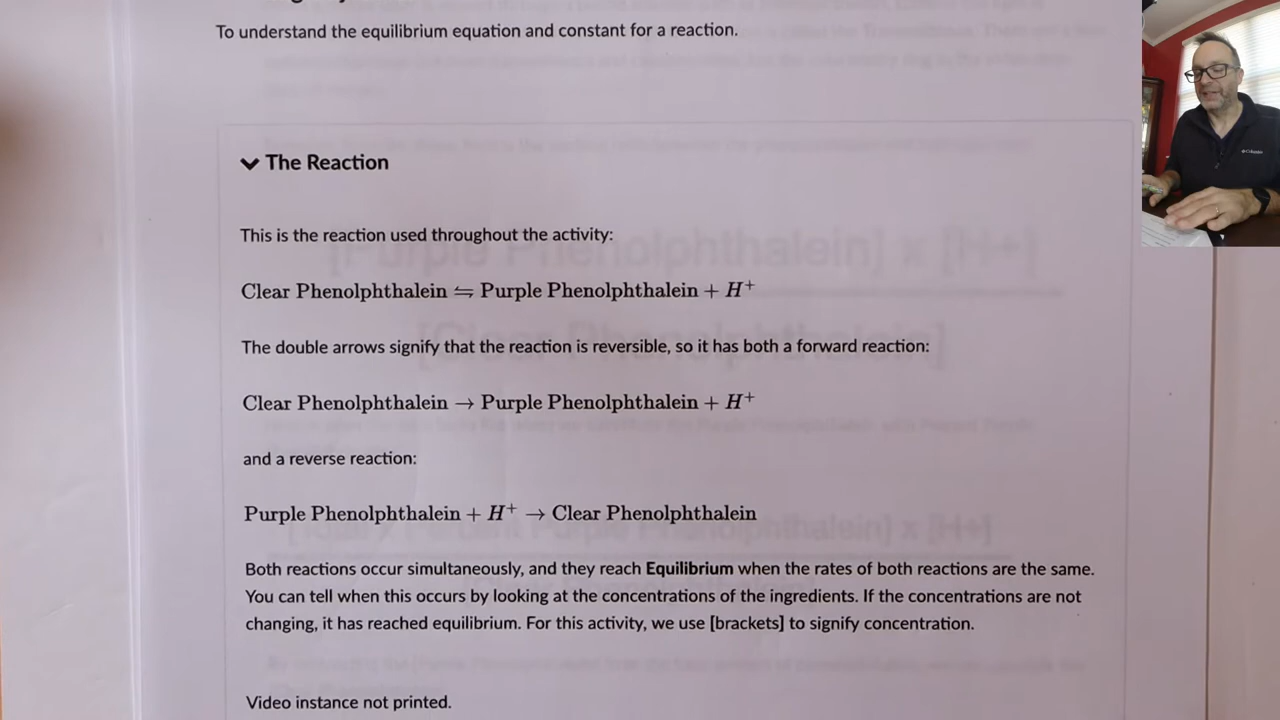 To understand the equilibrium equation and constant for a reaction.
The Reaction
This is the reaction used throughout the activity:
Clear Phenolphthalein ⇋ Purple Phenolphthalein + H⁺
The double arrows signify that the reaction is reversible, so it has both a forward reaction:
Clear Phenolphthalein → Purple Phenolphthalein + H⁺
and a reverse reaction:
Purple Phenolphthalein + H⁺ → Clear Phenolphthalein
Both reactions occur simultaneously, and they reach Equilibrium when the rates of both reactions are the same.
You can tell when this occurs by looking at the concentrations of the ingredients. If the concentrations are not
changing, it has reached equilibrium. For this activity, we use [brackets] to signify concentration.
Video instance not printed.
[Purple Phenolphthalein] x [H+]
[Clear Phenolphthalein]